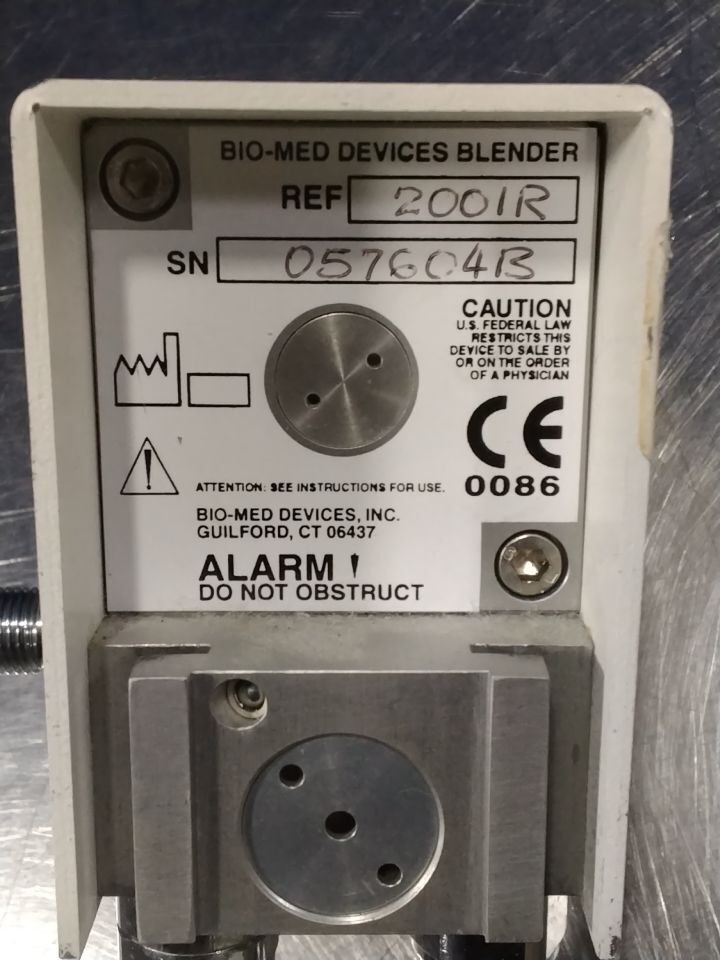 BIO-MED DEVICES BLENDER
REF 2001R
SN 057604B
CAUTION
U.S. FEDERAL LAW
RESTRICTS THIS
DEVICE TO SALE BY
OR ON THE ORDER
OF A PHYSICIAN
CE
0086
ATTENTION: SEE INSTRUCTIONS FOR USE.
BIO-MED DEVICES, INC.
GUILFORD, CT 06437
ALARM !
DO NOT OBSTRUCT